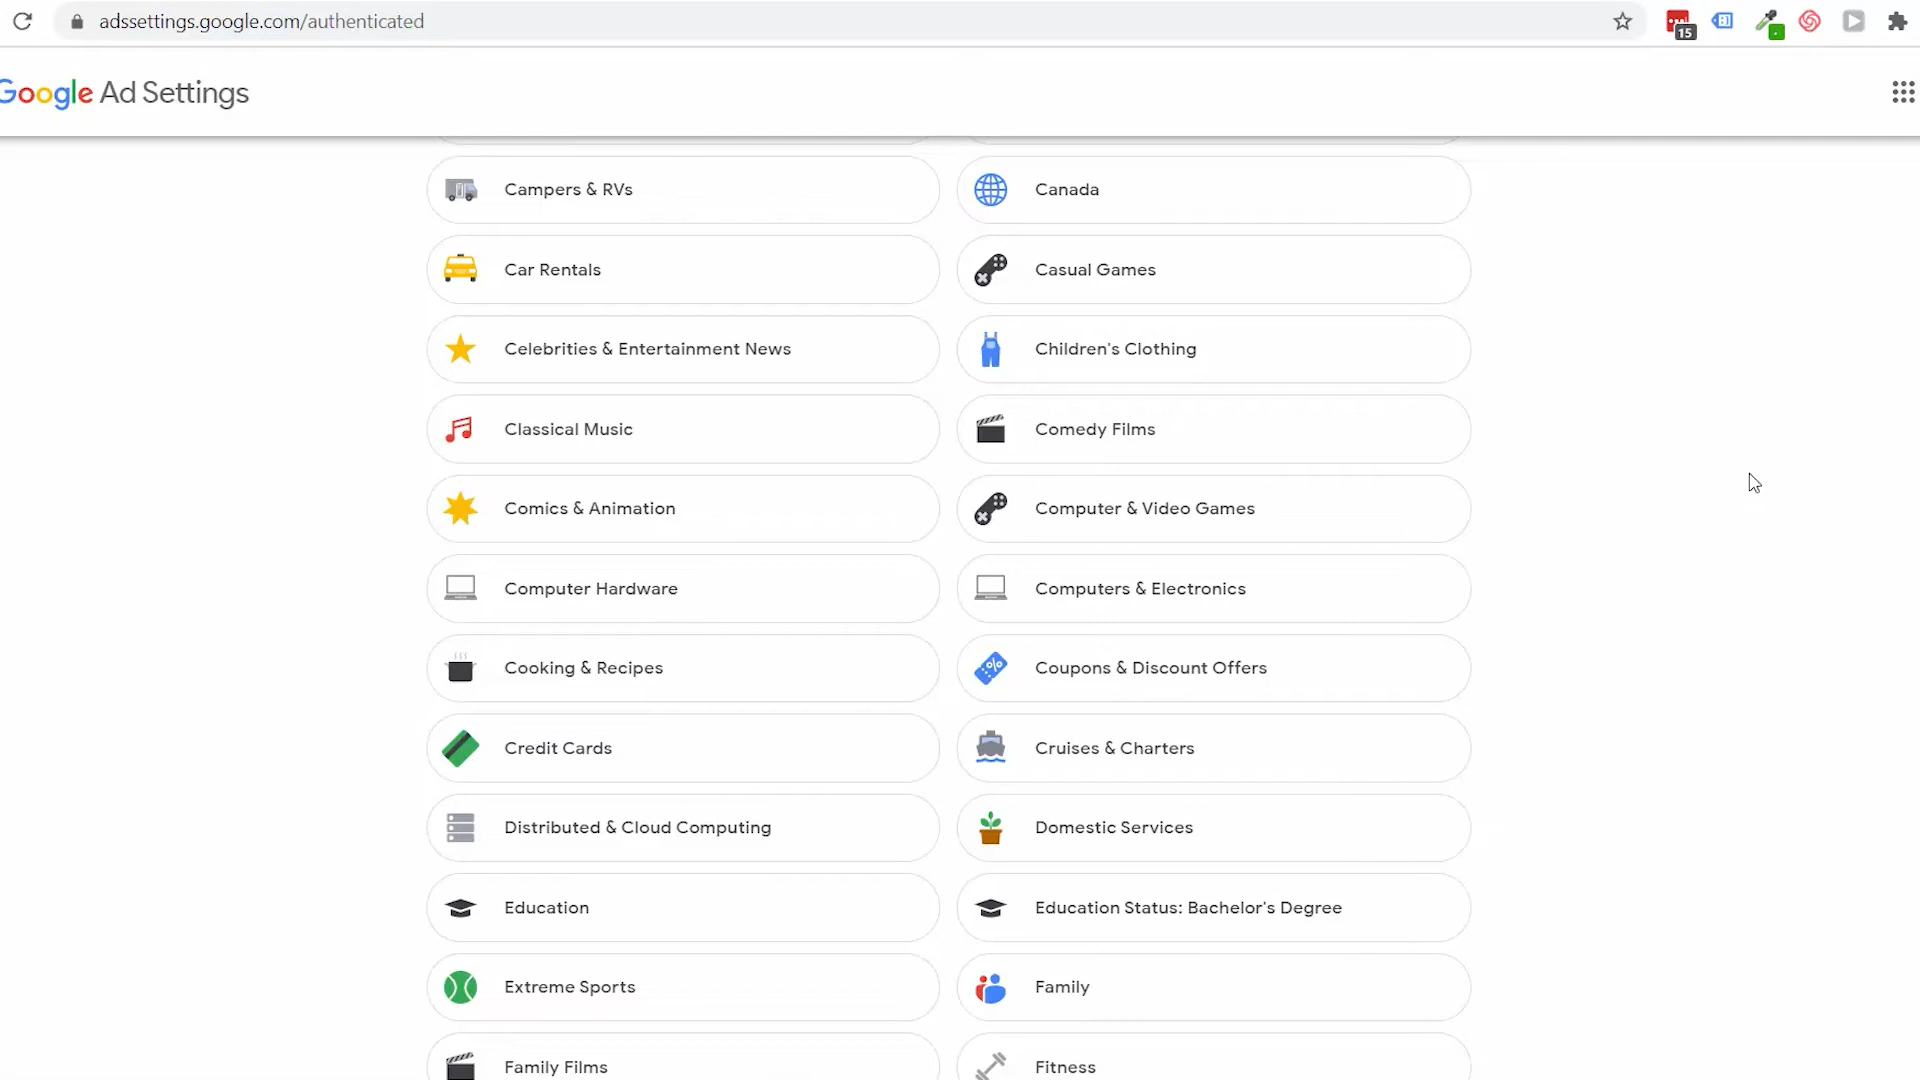 adssettings.google.com/authenticated
15
Google Ad Settings
Campers & RVs
Canada
Car Rentals
Casual Games
Celebrities & Entertainment News
Children's Clothing
Classical Music
Comedy Films
Comics & Animation
Computer & Video Games
Computer Hardware
Computers & Electronics
Cooking & Recipes
Coupons & Discount Offers
Credit Cards
Cruises & Charters
Distributed & Cloud Computing
Domestic Services
Education
Education Status: Bachelor's Degree
Extreme Sports
Family
Family Films
Fitness